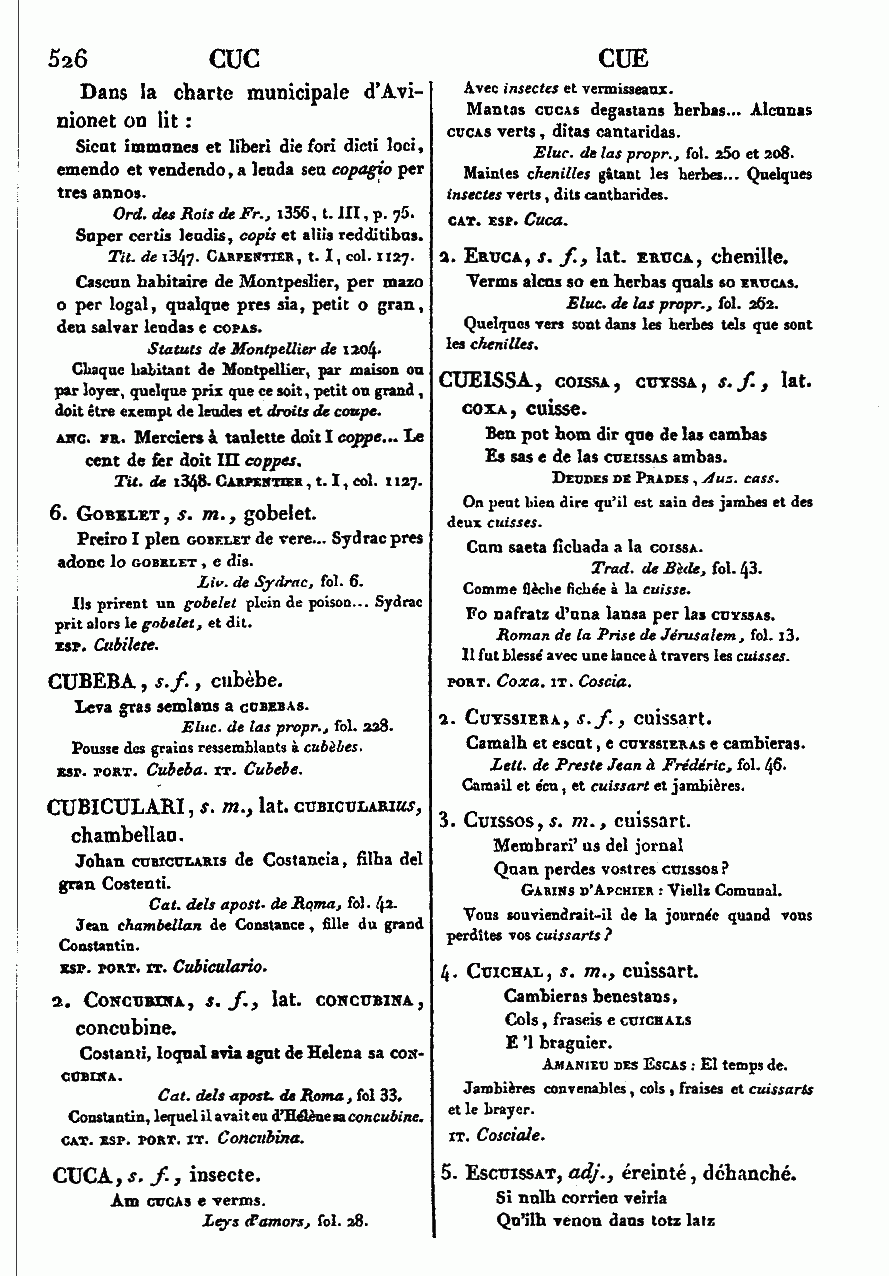 526 CUC CUE
Dans la charte municipale d'Avi-
nionet on lit :
Sicut immunes et liberi die fori dicti loci,
emendo et vendendo, a leuda seu copagio per
tres annos.
Ord. des Rois de Fr., 1356, t. III, p. 75.
Super certis leudis, copis et aliis redditibus.
Tit. de 1347. CARPENTIER, t. I, col. 1127.
Cascun habitaire de Montpeslier, per mazo
o per logal, qualque pres sia, petit o gran,
deu salvar leudas e COPAS.
Statuts de Montpellier de 1204.
Chaque habitant de Montpellier, par maison ou
par loyer, quelque prix que ce soit, petit ou grand,
doit être exempt de leudes et droits de coupe.
ANC. FR. Merciers à taulette doit I coppe... Le
cent de fer doit III coppes.
Tit. de 1348. CARPENTIER, t. I, col. 1127.
6. GOBELET, s. m., gobelet.
Preiro I plen GOBELET de vere... Sydrac pres
adonc lo GOBELET, e dis.
Liv. de Sydrac, fol. 6.
Ils prirent un gobelet plein de poison... Sydrac
prit alors le gobelet, et dit.
ESP. Cubilete.
CUBEBA, s. f., cubèbe.
Leva gras semlans a CUBEBAS.
Eluc. de las propr., fol. 228.
Pousse des grains ressemblants à cubèbes.
ESP. PORT. Cubeba. IT. Cubebe.
CUBICULARI, s. m., lat. CUBICULARIUS,
chambellan.
Johan CUBICULARIS de Costancia, filha del
gran Costenti.
Cat. dels apost. de Roma, fol. 42.
Jean chambellan de Constance, fille du grand
Constantin.
ESP. PORT. IT. Cubiculario.
2. CONCUBINA, s. f., lat. CONCUBINA,
concubine.
Costanti, loqual avia agut de Helena sa CON-
CUBINA.
Cat. dels apost. de Roma, fol 33.
Constantin, lequel il avait eu d'Hélène sa concubine.
CAT. ESP. PORT. IT. Concubina.
CUCA, s. f., insecte.
Am CUCAS e verms.
Leys d'amors, fol. 28.
Avec insectes et vermisseaux.
Mantas CUCAS degastans herbas... Alcunas
CUCAS verts, ditas cantaridas.
Eluc. de las propr., fol. 250 et 208.
Maintes chenilles gâtant les herbes... Quelques
insectes verts, dits cantharides.
CAT. ESP. Cuca.
2. ERUCA, s. f., lat. ERUCA, chenille.
Verms alcus so en herbas quals so ERUCAS.
Eluc. de las propr., fol. 262.
Quelques vers sont dans les herbes tels que sont
les chenilles.
CUEISSA, COISSA, CUYSSA, s. f., lat.
COXA, cuisse.
Ben pot hom dir que de las cambas
Es sas e de las CUEISSAS ambas.
DEUDES DE PRADES, Auz. cass.
On peut bien dire qu'il est sain des jambes et des
deux cuisses.
Cum saeta fichada a la COISSA.
Trad. de Bède, fol. 43.
Comme flèche fichée à la cuisse.
Fo nafratz d'una lansa per las CUYSSAS.
Roman de la Prise de Jérusalem, fol. 13.
Il fut blessé avec une lance à travers les cuisses.
PORT. Coxa. IT. Coscia.
2. CUYSSIERA, s. f., cuissart.
Camalh et escut, e CUYSSIERAS e cambieras.
Lett. de Preste Jean à Frédéric, fol. 46.
Camail et écu, et cuissart et jambières.
3. CUISSOS, s. m., cuissart.
Membrari' us del jornal
Quan perdes vostres CUISSOS?
GARINS D'APCHIER : Viellz Comunal.
Vous souviendrait-il de la journée quand vous
perdîtes vos cuissarts?
4. CUICHAL, s. m., cuissart.
Cambieras benestans,
Cols, fraseis e CUICHALS
E 'l braguier.
AMANIEU DES ESCAS : El temps de.
Jambières convenables, cols, fraises et cuissarts
et le brayer.
IT. Cosciale.
5. ESCUISSAT, adj., éreinté, déhanché.
Si nulh corrieu veiria
Qu'ilh venon dans totz latz